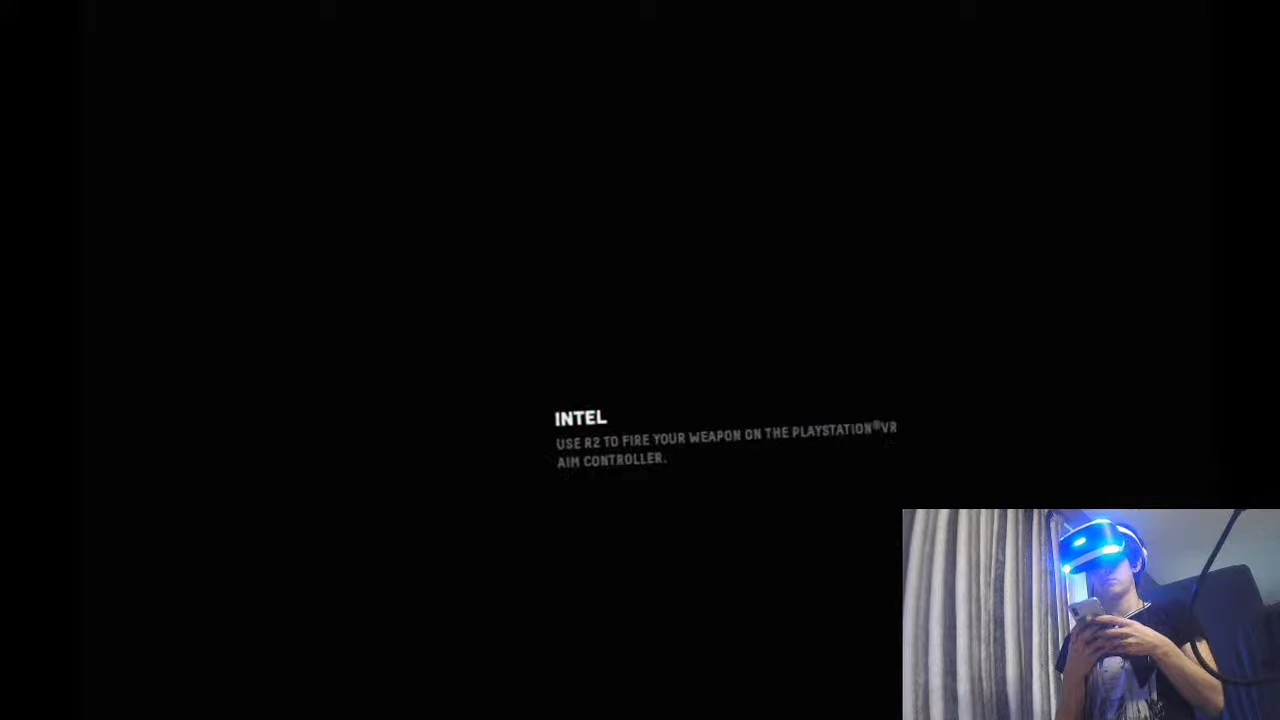 INTEL
USE R2 TO FIRE YOUR WEAPON ON THE PLAYSTATION®VR
AIM CONTROLLER.